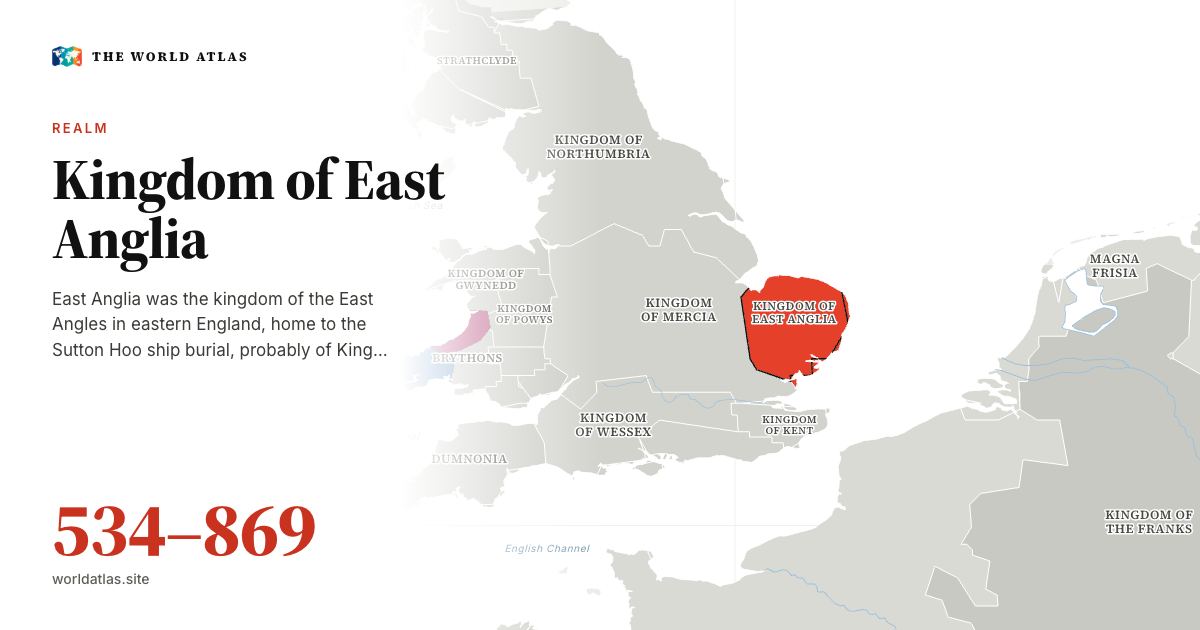 THE WORLD ATLAS
REALM
Kingdom of East
Anglia
East Anglia was the kingdom of the East
Angles in eastern England, home to the
Sutton Hoo ship burial, probably of King...
534–869
worldatlas.site
STRATHCLYDE
KINGDOM OF
NORTHUMBRIA
Sea
KINGDOM OF
GWYNEDD
KINGDOM
OF POWYS
BRYTHONS
KINGDOM
OF MERCIA
KINGDOM OF
EAST ANGLIA
MAGNA
FRISIA
KINGDOM
OF WESSEX
KINGDOM
OF KENT
DUMNONIA
KINGDOM OF
THE FRANKS
English Channel